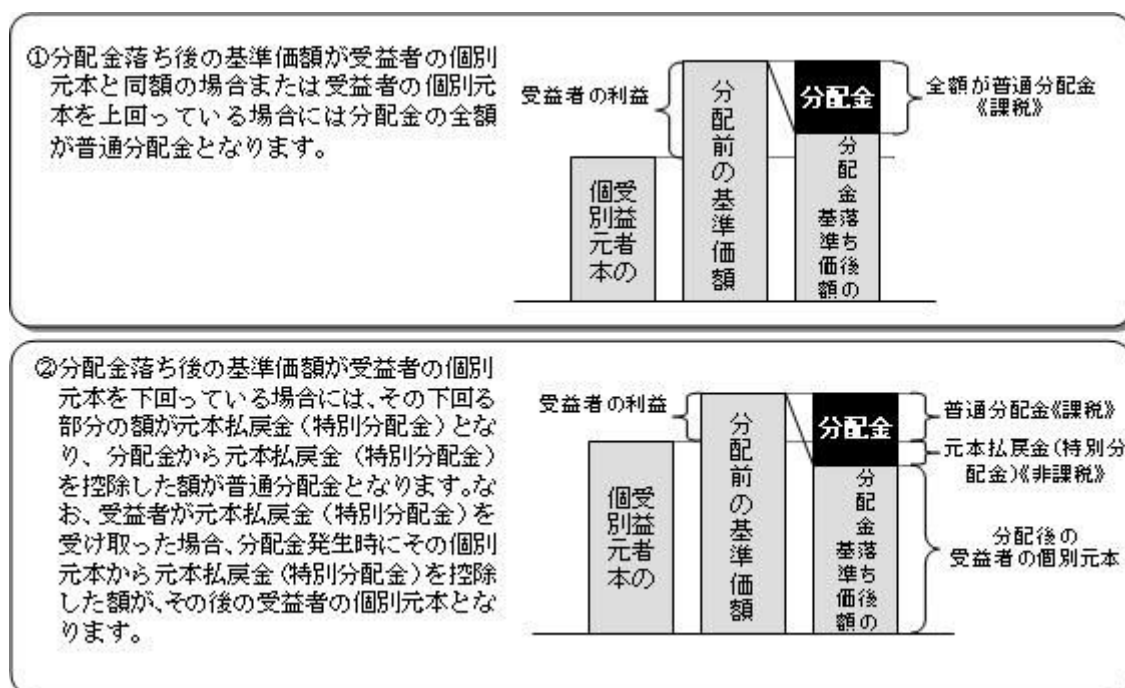 ①分配金落ち後の基準価額が受益者の個別
元本と同額の場合または受益者の個別元
本を上回っている場合には分配金の全額
が普通分配金となります。
受益者の利益
受益者の
個別元本
分配前の基準価額
分配金
分配金落ち後の
基準価額
全額が普通分配金
《課税》
②分配金落ち後の基準価額が受益者の個別
元本を下回っている場合には、その下回る
部分の額が元本払戻金(特別分配金)とな
り、分配金から元本払戻金(特別分配金)
を控除した額が普通分配金となります。な
お、受益者が元本払戻金(特別分配金)を
受け取った場合、分配金発生時にその個別
元本から元本払戻金(特別分配金)を控除
した額が、その後の受益者の個別元本とな
ります。
受益者の利益
受益者の
個別元本
分配前の基準価額
分配金
分配金落ち後の
基準価額
普通分配金《課税》
元本払戻金(特別分
配金)《非課税》
分配後の
受益者の個別元本